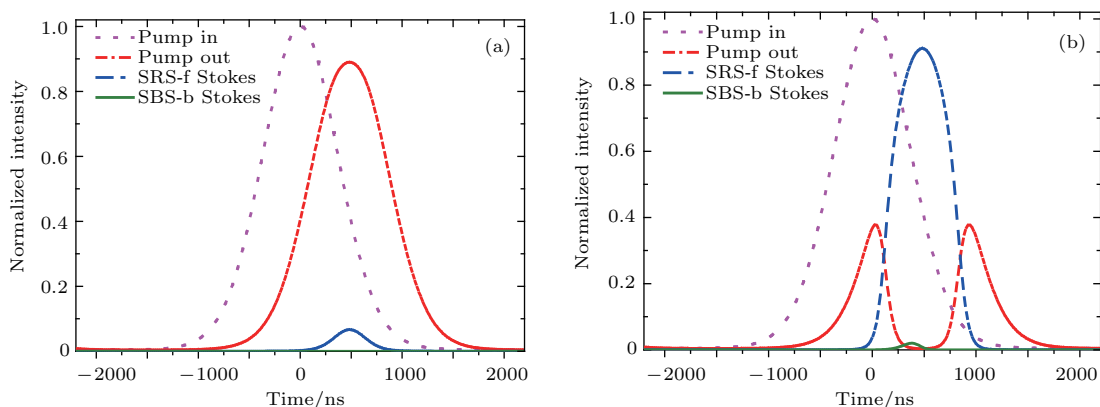 (a)
Pump in
Pump out
SRS-f Stokes
SBS-b Stokes
Normalized intensity
1.0
0.8
0.6
0.4
0.2
0
−2000 −1000 0 1000 2000
Time/ns
(b)
Pump in
Pump out
SRS-f Stokes
SBS-b Stokes
Normalized intensity
1.0
0.8
0.6
0.4
0.2
0
−2000 −1000 0 1000 2000
Time/ns